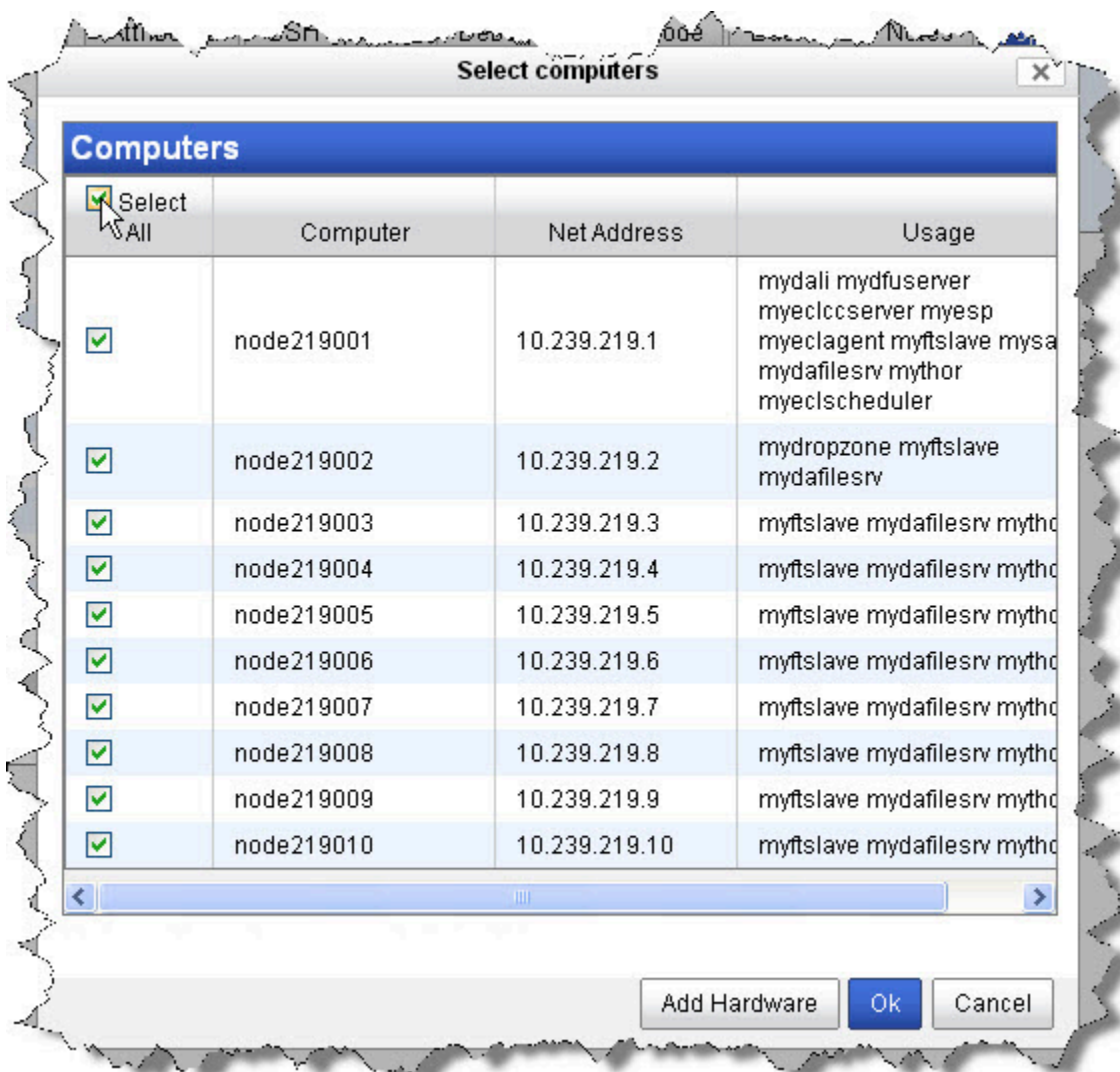 Select computers
Computers
Select
All
Computer
Net Address
Usage
node219001
10.239.219.1
mydali mydfuserver
myeclccserver myesp
myeclagent myftslave mysa
mydafilesrv mythor
myeclscheduler
node219002
10.239.219.2
mydropzone myftslave
mydafilesrv
node219003
10.239.219.3
myftslave mydafilesrv mytho
node219004
10.239.219.4
myftslave mydafilesrv mytho
node219005
10.239.219.5
myftslave mydafilesrv mytho
node219006
10.239.219.6
myftslave mydafilesrv mytho
node219007
10.239.219.7
myftslave mydafilesrv mytho
node219008
10.239.219.8
myftslave mydafilesrv mytho
node219009
10.239.219.9
myftslave mydafilesrv mytho
node219010
10.239.219.10
myftslave mydafilesrv mytho
Add Hardware
Ok
Cancel